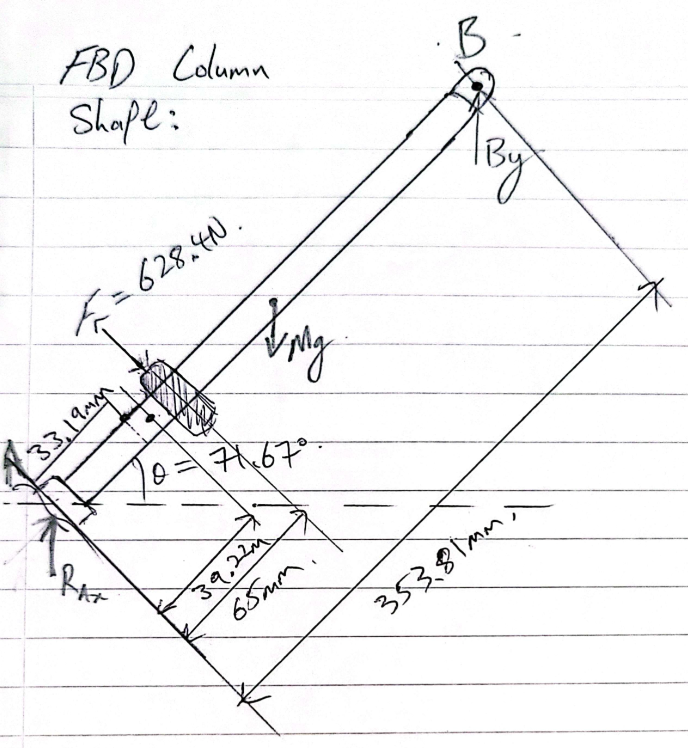 FBD Column
Shape:
B
By
Fr = 628.4N.
Mg
33.19mm
A
θ = 71.67°.
RAx
39.22m
65mm.
353.81mm,